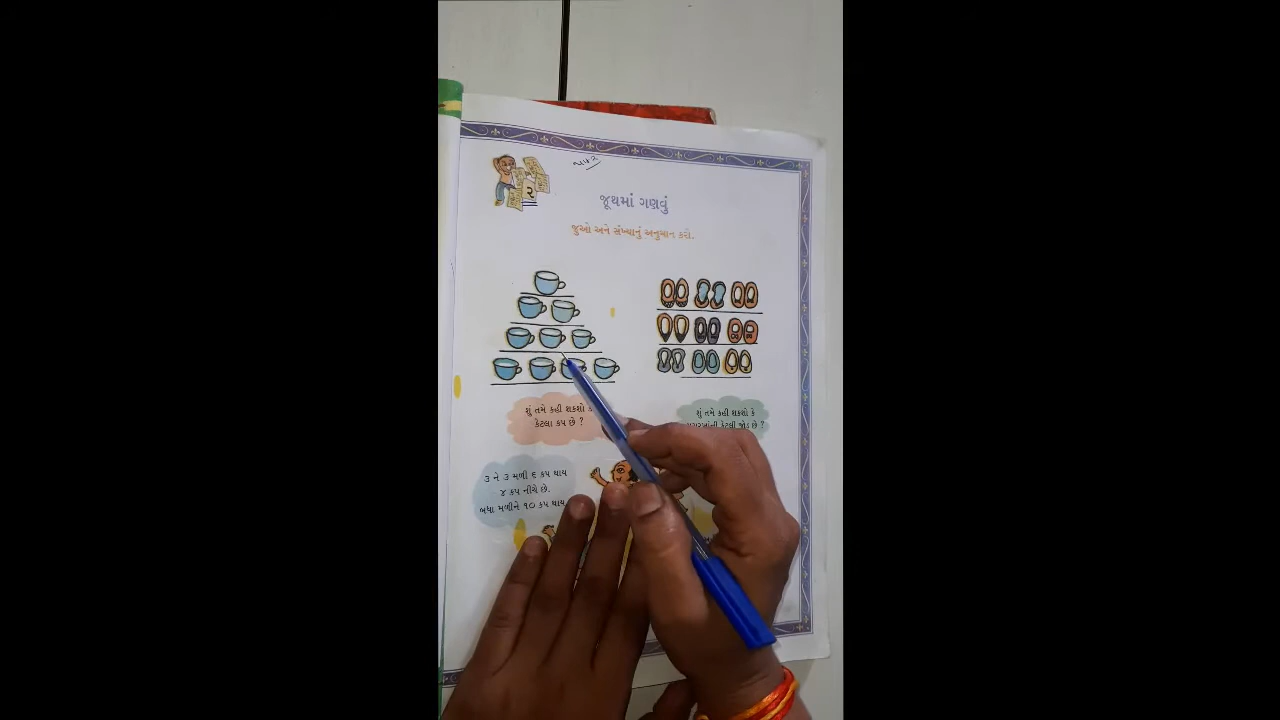 ૨
જૂથમાં ગણવું
જુઓ અને સંખ્યાનું અનુમાન કરો.
શું તમે કહી શકશો કે
કેટલા કપ છે ?
શું તમે કહી શકશો કે
કેટલી જોડ છે ?
૩ ને ૩ મળી ૬ કપ થાય
૪ કપ નીચે છે.
બધા મળીને ૧૦ કપ થાય